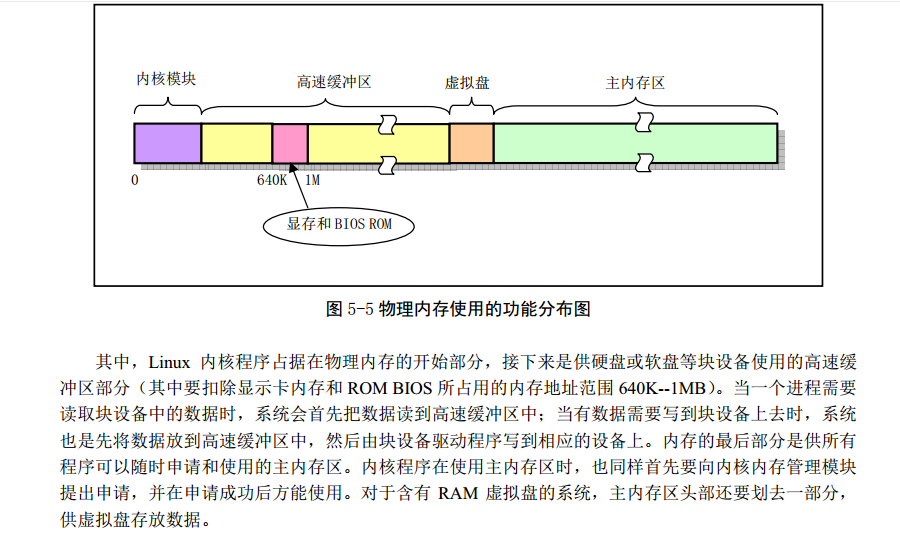 内核模块
高速缓冲区
虚拟盘
主内存区
0
640K
1M
显存和 BIOS ROM
图 5-5 物理内存使用的功能分布图
其中，Linux 内核程序占据在物理内存的开始部分，接下来是供硬盘或软盘等块设备使用的高速缓
冲区部分（其中要扣除显示卡内存和 ROM BIOS 所占用的内存地址范围 640K--1MB）。当一个进程需要
读取块设备中的数据时，系统会首先把数据读到高速缓冲区中；当有数据需要写到块设备上去时，系统
也是先将数据放到高速缓冲区中，然后由块设备驱动程序写到相应的设备上。内存的最后部分是供所有
程序可以随时申请和使用的主内存区。内核程序在使用主内存区时，也同样首先要向内核内存管理模块
提出申请，并在申请成功后方能使用。对于含有 RAM 虚拟盘的系统，主内存区头部还要划去一部分，
供虚拟盘存放数据。